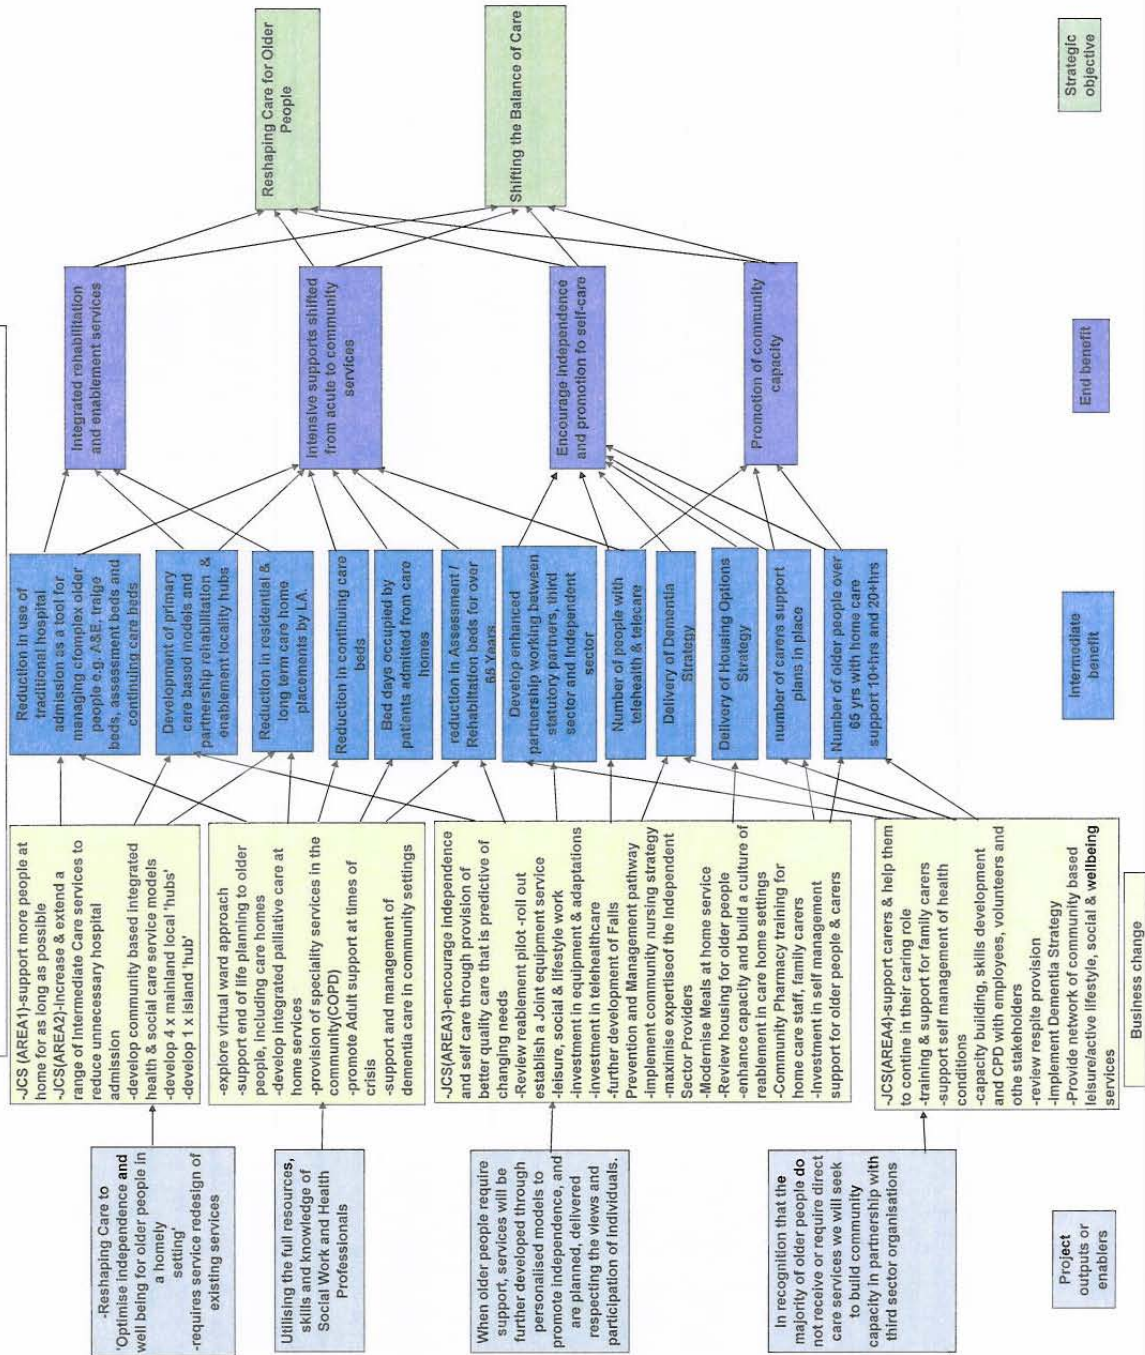 -Reshaping Care to
'Optimise independence and
well being for older people in
a homely
setting'
-requires service redesign of
existing services
Utilising the full resources,
skills and knowledge of
Social Work and Health
Professionals
When older people require
support, services will be
further developed through
personalised models to
promote independence, and
are planned, delivered
respecting the views and
participation of individuals.
In recognition that the
majority of older people do
not receive or require direct
care services we will seek
to build community
capacity in partnership with
third sector organisations
Project
outputs or
enablers
-JCS (AREA1)-support more people at
home for as long as possible
-JCS(AREA2)-Increase & extend a
range of Intermediate Care services to
reduce unnecessary hospital
admission
-develop community based integrated
health & social care service models
-develop 4 x mainland local 'hubs'
-develop 1 x island 'hub'
-explore virtual ward approach
-support end of life planning to older
people, including care homes
-develop integrated palliative care at
home services
-provision of speciality services in the
community(COPD)
-promote Adult support at times of
crisis
-support and management of
dementia care in community settings
-JCS(AREA3)-encourage independence
and self care through provision of
better quality care that is predictive of
changing needs
-Review reablement pilot -roll out
establish a Joint equipment service
-leisure, social & lifestyle work
-investment in equipment & adaptations
-investment in telehealthcare
-further development of Falls
Prevention and Management pathway
-implement community nursing strategy
-maximise expertiseof the Independent
Sector Providers
-Modernise Meals at home service
-Review housing for older people
-enhance capacity and build a culture of
reablement in care home settings
-Community Pharmacy training for
home care staff, family carers
-Investment in self management
support for older people & carers
-JCS(AREA4)-support carers & help them
to contine in their caring role
-training & support for family carers
-support self management of health
conditions
-capacity building, skills development
and CPD with employees, volunteers and
othe stakeholders
-review respite provision
-Implement Dementia Strategy
-Provide network of community based
leisure/active lifestyle, social & wellbeing
services
Business change
Reduction in use of
traditional hospital
admission as a tool for
managing cfomplex older
people e.g. A&E, traige
beds, assessment beds and
continuing care beds
Development of primary
care based models and
partnership rehabilitation &
enablement locality hubs
Reduction in residential &
long term care home
placements by L.A.
Reduction in continuing care
beds
Bed days occupied by
patients admitted from care
homes
reduction in Assessment /
Rehabilitation beds for over
65 Years
Develop enhanced
partnership working between
statutory partners, third
sector and Independent
sector
Number of people with
telehealth & telecare
Delivery of Dementia
Strategy
Delivery of Housing Options
Strategy
number of carers support
plans in place
Number of older people over
65 yrs with home care
support 10+hrs and 20+hrs
Intermediate
benefit
Integrated rehabilitation
and enablement services
Intensive supports shifted
from acute to community
services
Encourage independence
and promotion fo self-care
Promotion of community
capacity
End benefit
Reshaping Care for Older
People
Shifting the Balance of Care
Strategic
objective